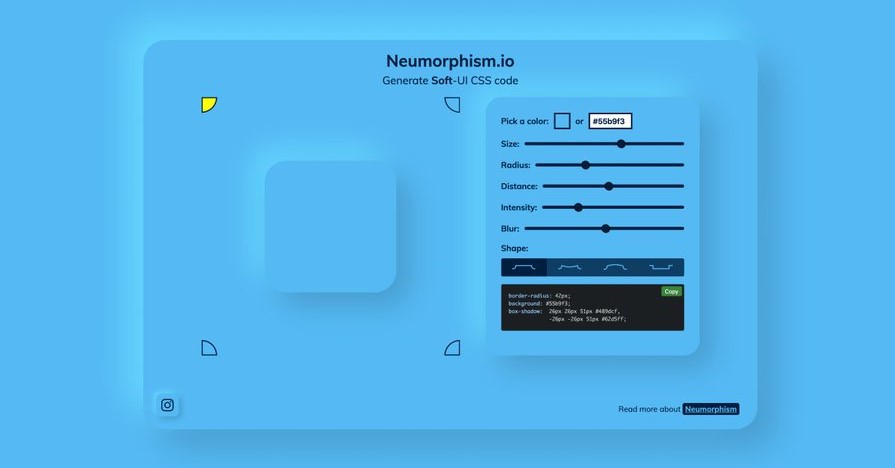 Neumorphism.io
Generate Soft-UI CSS code
Pick a color: or #55b9f3
Size:
Radius:
Distance:
Intensity:
Blur:
Shape:
Copy
border-radius: 42px;
background: #55b9f3;
box-shadow: 26px 26px 51px #489dcf,
-26px -26px 51px #62d5ff;
Read more about Neumorphism